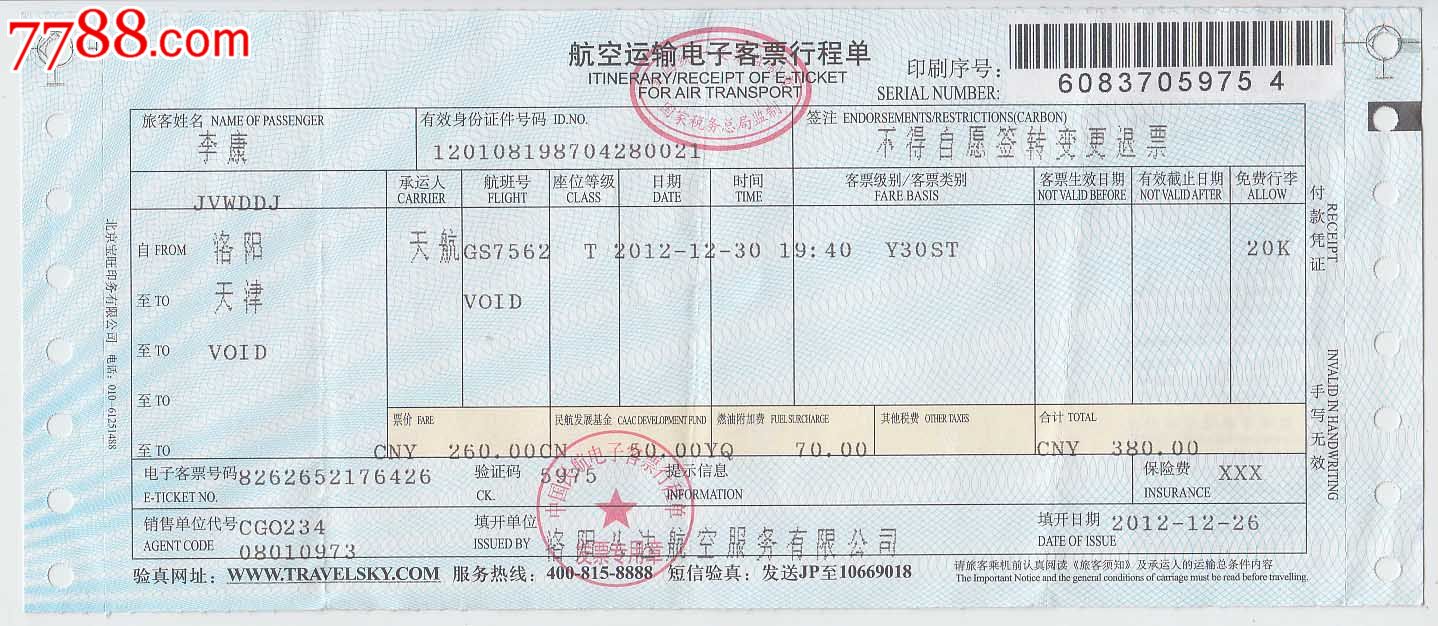 7788.com
航空运输电子客票行程单
ITINERARY/RECEIPT OF E-TICKET
FOR AIR TRANSPORT
国家税务总局监制
印刷序号:
SERIAL NUMBER:
6083705975 4
旅客姓名 NAME OF PASSENGER
李康
有效身份证件号码 ID.NO.
120108198704280021
签注 ENDORSEMENTS/RESTRICTIONS(CARBON)
不得自愿签转变更退票
JVWDDJ
承运人 CARRIER
航班号 FLIGHT
座位等级 CLASS
日期 DATE
时间 TIME
客票级别/客票类别 FARE BASIS
客票生效日期 NOT VALID BEFORE
有效截止日期 NOT VALID AFTER
免费行李 ALLOW
自 FROM 洛阳 天航 GS7562 T 2012-12-30 19:40 Y30ST 20K
至 TO 天津 VOID
至 TO VOID
至 TO
至 TO
票价 FARE
CNY 260.00
民航发展基金 CAAC DEVELOPMENT FUND
CN 50.00
燃油附加费 FUEL SURCHARGE
YQ 70.00
其他税费 OTHER TAXES
合计 TOTAL
CNY 380.00
电子客票号码 8262652176426
E-TICKET NO.
验证码 5975
CK.
提示信息
INFORMATION
保险费 XXX
INSURANCE
销售单位代号 CGO234
AGENT CODE 08010973
填开单位
ISSUED BY
洛阳 航空服务有限公司
填开日期 2012-12-26
DATE OF ISSUE
电子客票行程单
发票专用章
验真网址: WWW.TRAVELSKY.COM 服务热线: 400-815-8888 短信验真: 发送JP至10669018
请旅客乘机前认真阅读《旅客须知》及承运人的运输总条件内容
The Important Notice and the general conditions of carriage must be read before travelling.
北京宝旺印务有限公司 电话: 010-61251488
付款凭证
RECEIPT
手写无效
INVALID IN HANDWRITING